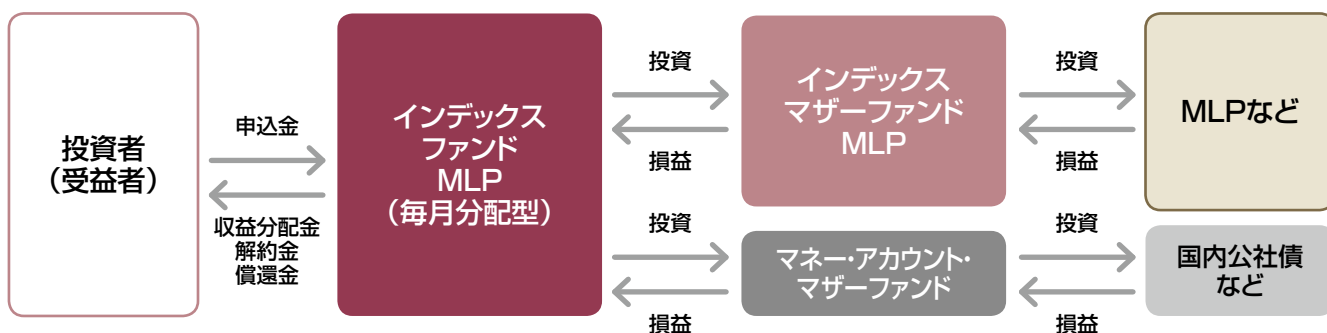 投資者
（受益者）
申込金
収益分配金
解約金
償還金
インデックス
ファンド
MLP
（毎月分配型）
投資
損益
インデックス
マザーファンド
MLP
投資
損益
MLPなど
投資
損益
マネー・アカウント・
マザーファンド
投資
損益
国内公社債
など